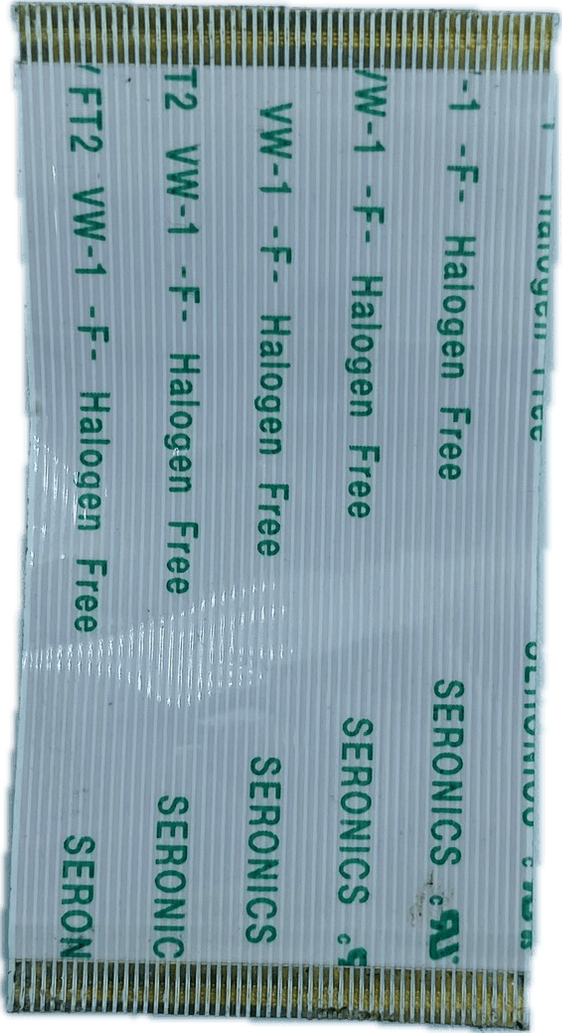 -1 -F- Halogen Free SERONICS c
VW-1 -F- Halogen Free SERONICS c
VW-1 -F- Halogen Free SERONICS
T2 VW-1 -F- Halogen Free SERONIC
FT2 VW-1 -F- Halogen Free SERON